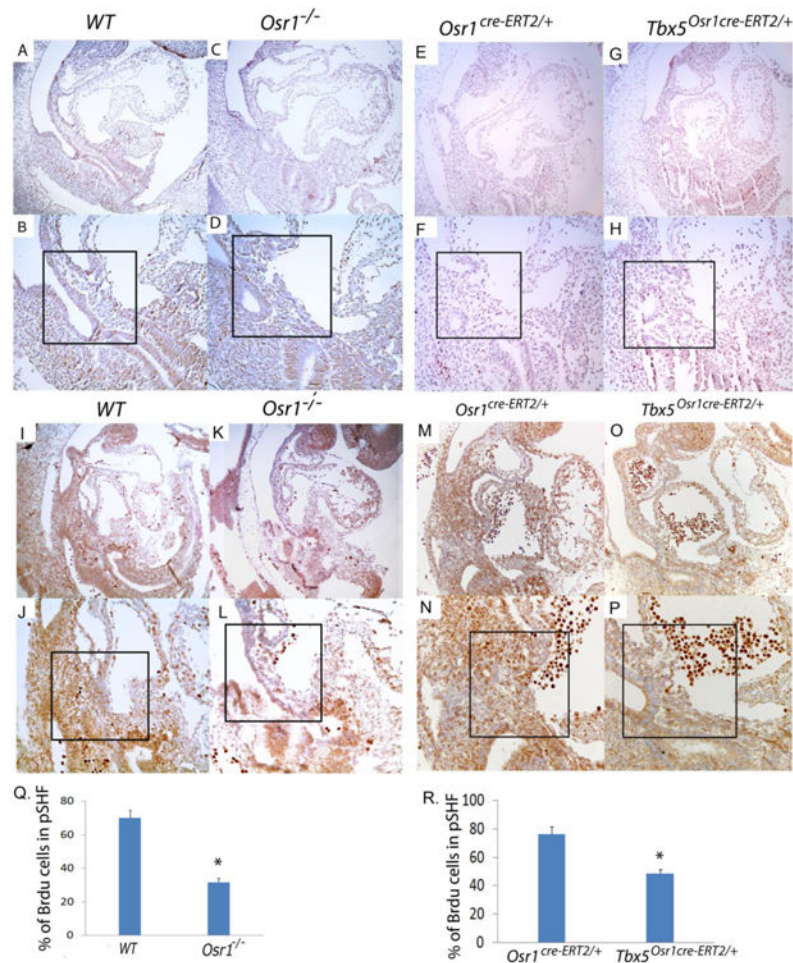 WT Osr1-/- Osr1cre-ERT2/+ Tbx5Osr1cre-ERT2/+
A C E G
B D F H
WT Osr1-/- Osr1cre-ERT2/+ Tbx5Osr1cre-ERT2/+
I K M O
J L N P
Q.
% of Brdu cells in pSHF
80
60
40
20
0
*
WT Osr1-/-
R.
% of Brdu cells in pSHF
100
80
60
40
20
0
*
Osr1cre-ERT2/+ Tbx5Osr1cre-ERT2/+